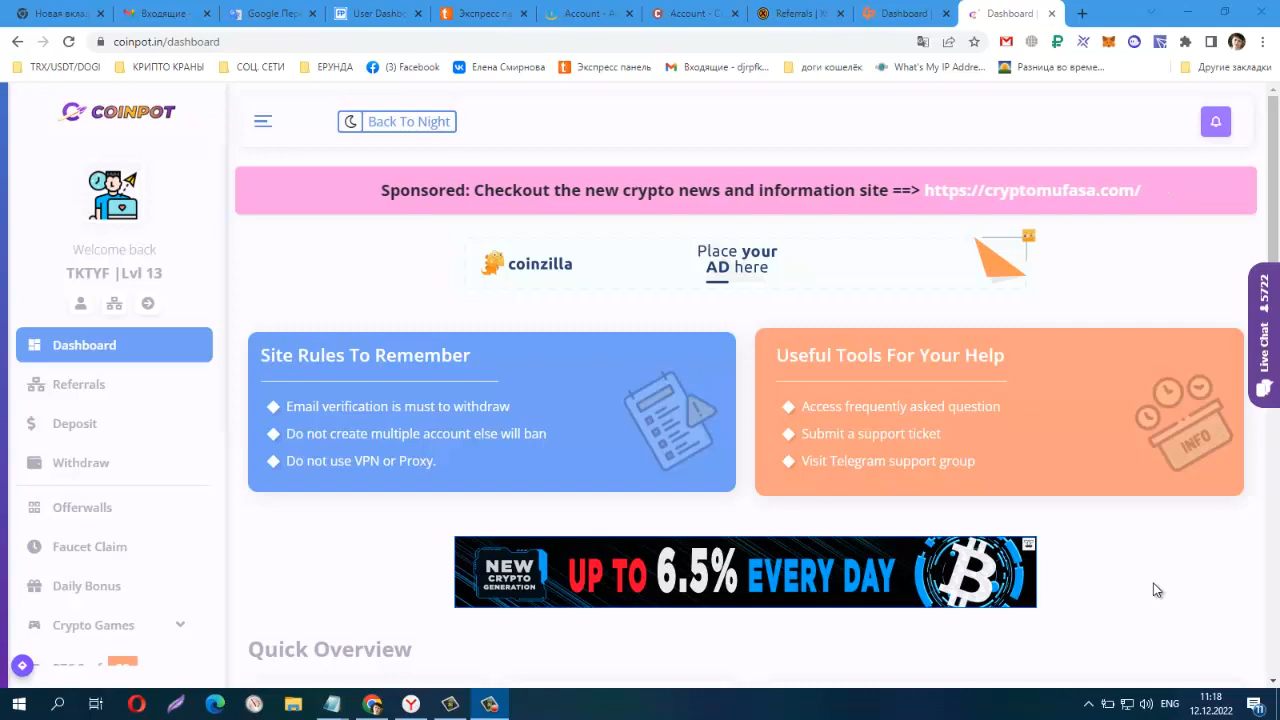 Новая вклад
Входящие -
Google Пер
User Dashbo
Экспресс па
Account - A
Account - C
Referrals |
Dashboard
Dashboard |
coinpot.in/dashboard
TRX/USDT/DOGI
КРИПТО КРАНЫ
СОЦ. СЕТИ
ЕРУНДА
(3) Facebook
Елена Смирнова
Экспресс панель
Входящие - djrpfk...
доги кошелёк
What's My IP Addre...
Разница во време...
Другие закладки
COINPOT
Back To Night
Sponsored: Checkout the new crypto news and information site ==> https://cryptomufasa.com/
coinzilla
Place your
AD here
Welcome back
TKTYF |Lvl 13
Live Chat 5722
Dashboard
Referrals
Deposit
Withdraw
Offerwalls
Faucet Claim
Daily Bonus
Crypto Games
Site Rules To Remember
Email verification is must to withdraw
Do not create multiple account else will ban
Do not use VPN or Proxy.
Useful Tools For Your Help
Access frequently asked question
Submit a support ticket
Visit Telegram support group
INFO
NEW
CRYPTO
GENERATION
UP TO 6.5% EVERY DAY
Quick Overview
ENG
11:18
12.12.2022